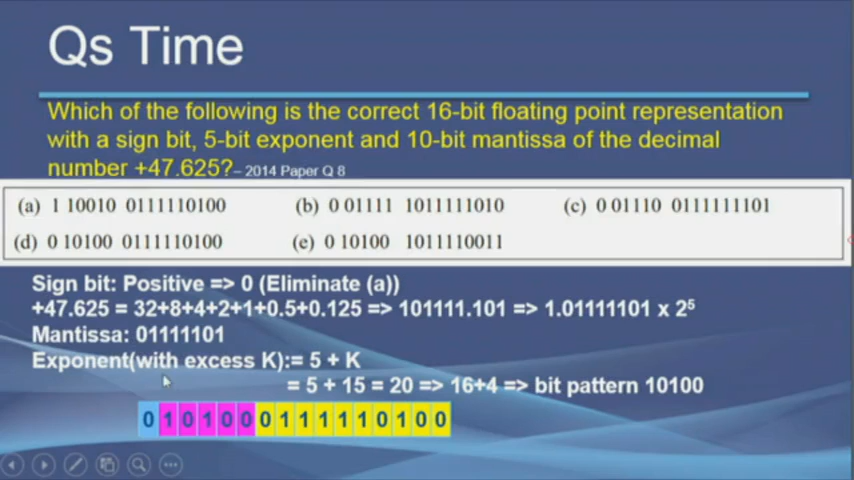 Qs Time
Which of the following is the correct 16-bit floating point representation
with a sign bit, 5-bit exponent and 10-bit mantissa of the decimal
number +47.625?– 2014 Paper Q 8
(a) 1 10010 0111110100 (b) 0 01111 1011111010 (c) 0 01110 0111111101
(d) 0 10100 0111110100 (e) 0 10100 1011110011
Sign bit: Positive => 0 (Eliminate (a))
+47.625 = 32+8+4+2+1+0.5+0.125 => 101111.101 => 1.01111101 x 2⁵
Mantissa: 01111101
Exponent(with excess K):= 5 + K
= 5 + 15 = 20 => 16+4 => bit pattern 10100
0 1 0 1 0 0 0 1 1 1 1 1 0 1 0 0